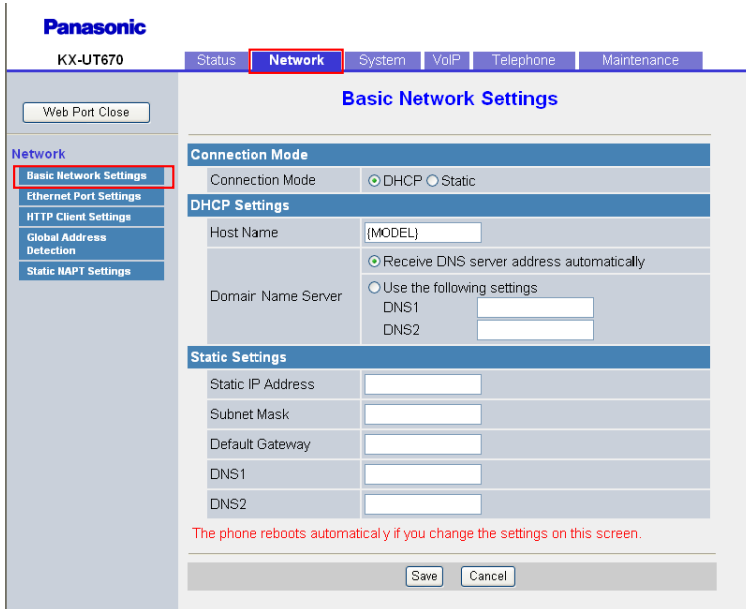 Panasonic
KX-UT670
Status Network System VoIP Telephone Maintenance
Web Port Close
Basic Network Settings
Network
Basic Network Settings
Ethernet Port Settings
HTTP Client Settings
Global Address
Detection
Static NAPT Settings
Connection Mode
Connection Mode DHCP Static
DHCP Settings
Host Name {MODEL}
Domain Name Server
Receive DNS server address automatically
Use the following settings
DNS1
DNS2
Static Settings
Static IP Address
Subnet Mask
Default Gateway
DNS1
DNS2
The phone reboots automatically if you change the settings on this screen.
Save Cancel